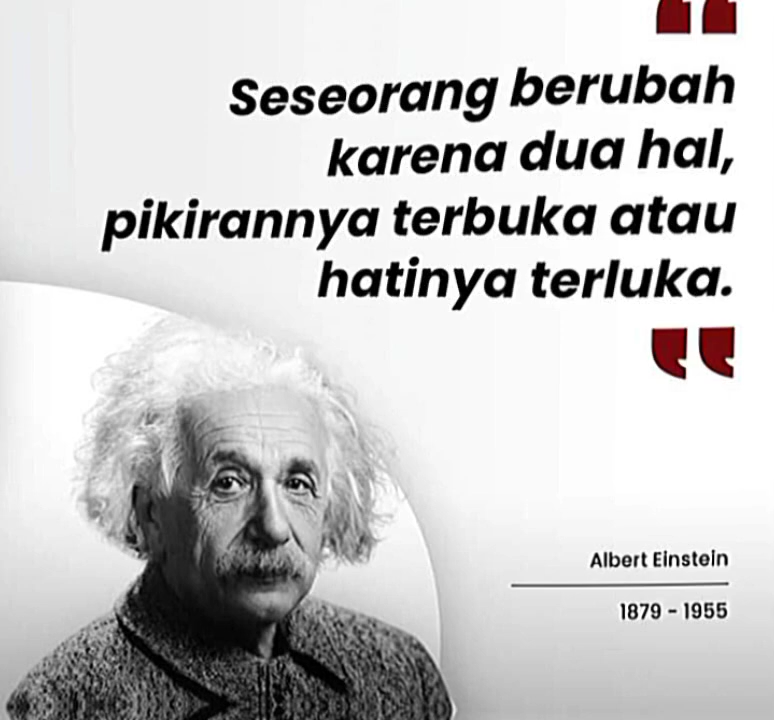 Seseorang berubah
karena dua hal,
pikirannya terbuka atau
hatinya terluka.
Albert Einstein
1879 - 1955